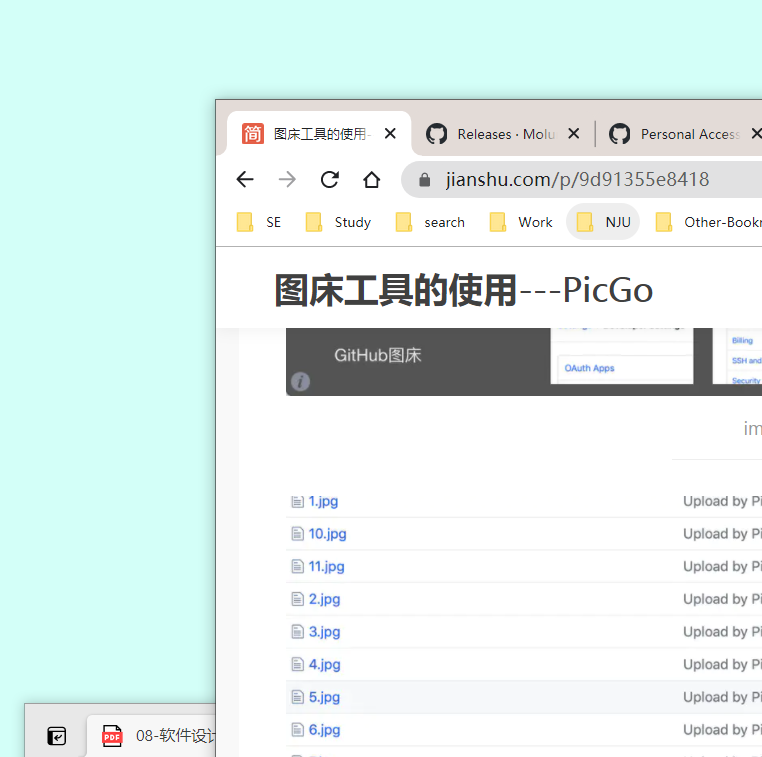 简 图床工具的使用- Releases · Molu Personal Access
jianshu.com/p/9d91355e8418
SE Study search Work NJU Other-Bookm
图床工具的使用---PicGo
GitHub图床
OAuth Apps
Billing
SSH and
Security
im
1.jpg Upload by Pi
10.jpg Upload by Pi
11.jpg Upload by Pi
2.jpg Upload by Pi
3.jpg Upload by Pi
4.jpg Upload by Pi
5.jpg Upload by Pi
6.jpg Upload by Pi
PDF 08-软件设计